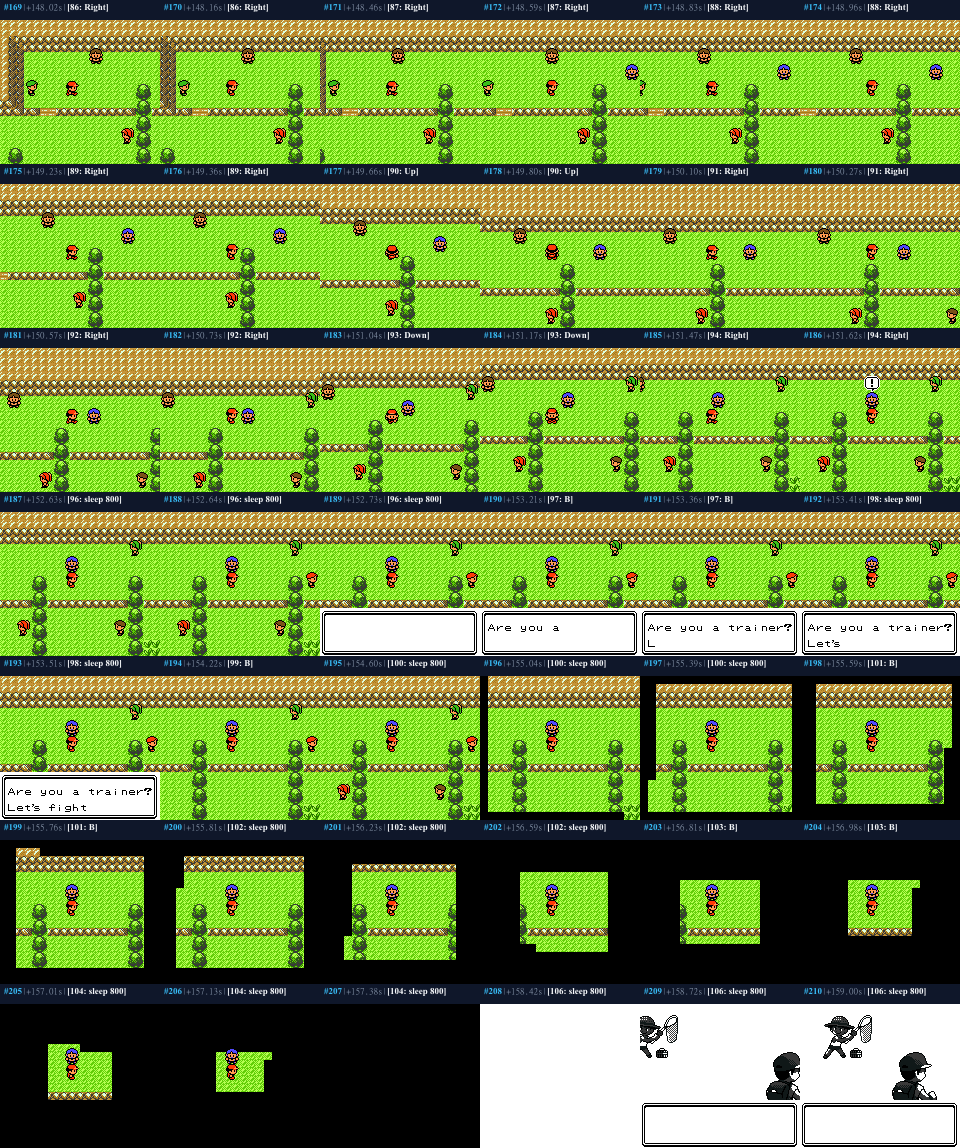 #169|+148.02s| [86: Right] #170|+148.16s| [86: Right] #171|+148.46s| [87: Right] #172|+148.59s| [87: Right] #173|+148.83s| [88: Right] #174|+148.96s| [88: Right]
#175|+149.23s| [89: Right] #176|+149.36s| [89: Right] #177|+149.66s| [90: Up] #178|+149.80s| [90: Up] #179|+150.10s| [91: Right] #180|+150.27s| [91: Right]
#181|+150.57s| [92: Right] #182|+150.73s| [92: Right] #183|+151.04s| [93: Down] #184|+151.17s| [93: Down] #185|+151.47s| [94: Right] #186|+151.62s| [94: Right]
!
#187|+152.63s| [96: sleep 800] #188|+152.64s| [96: sleep 800] #189|+152.73s| [96: sleep 800] #190|+153.21s| [97: B] #191|+153.36s| [97: B] #192|+153.41s| [98: sleep 800]
Are you a
Are you a trainer?
L
Are you a trainer?
Let's
#193|+153.51s| [98: sleep 800] #194|+154.22s| [99: B] #195|+154.60s| [100: sleep 800] #196|+155.04s| [100: sleep 800] #197|+155.39s| [100: sleep 800] #198|+155.59s| [101: B]
Are you a trainer?
Let's fight
#199|+155.76s| [101: B] #200|+155.81s| [102: sleep 800] #201|+156.23s| [102: sleep 800] #202|+156.59s| [102: sleep 800] #203|+156.81s| [103: B] #204|+156.98s| [103: B]
#205|+157.01s| [104: sleep 800] #206|+157.13s| [104: sleep 800] #207|+157.38s| [104: sleep 800] #208|+158.42s| [106: sleep 800] #209|+158.72s| [106: sleep 800] #210|+159.00s| [106: sleep 800]